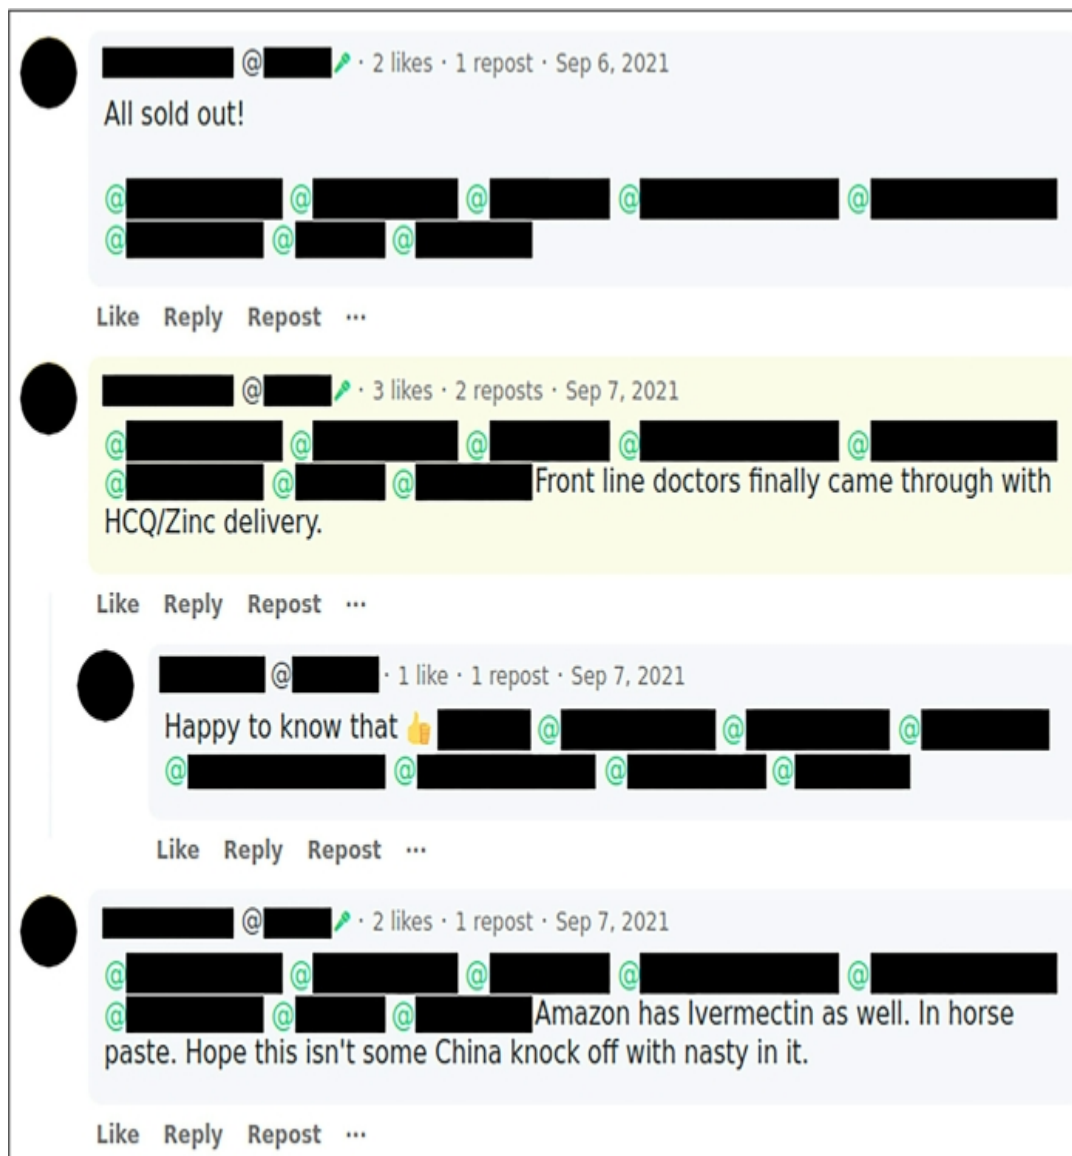 @ · 2 likes · 1 repost · Sep 6, 2021
All sold out!
@ @ @ @ @
@ @ @
Like Reply Repost ···
@ · 3 likes · 2 reposts · Sep 7, 2021
@ @ @ @ @
@ @ @ Front line doctors finally came through with
HCQ/Zinc delivery.
Like Reply Repost ···
@ · 1 like · 1 repost · Sep 7, 2021
Happy to know that 👍 @ @ @
@ @ @ @
Like Reply Repost ···
@ · 2 likes · 1 repost · Sep 7, 2021
@ @ @ @ @
@ @ @ Amazon has Ivermectin as well. In horse
paste. Hope this isn't some China knock off with nasty in it.
Like Reply Repost ···